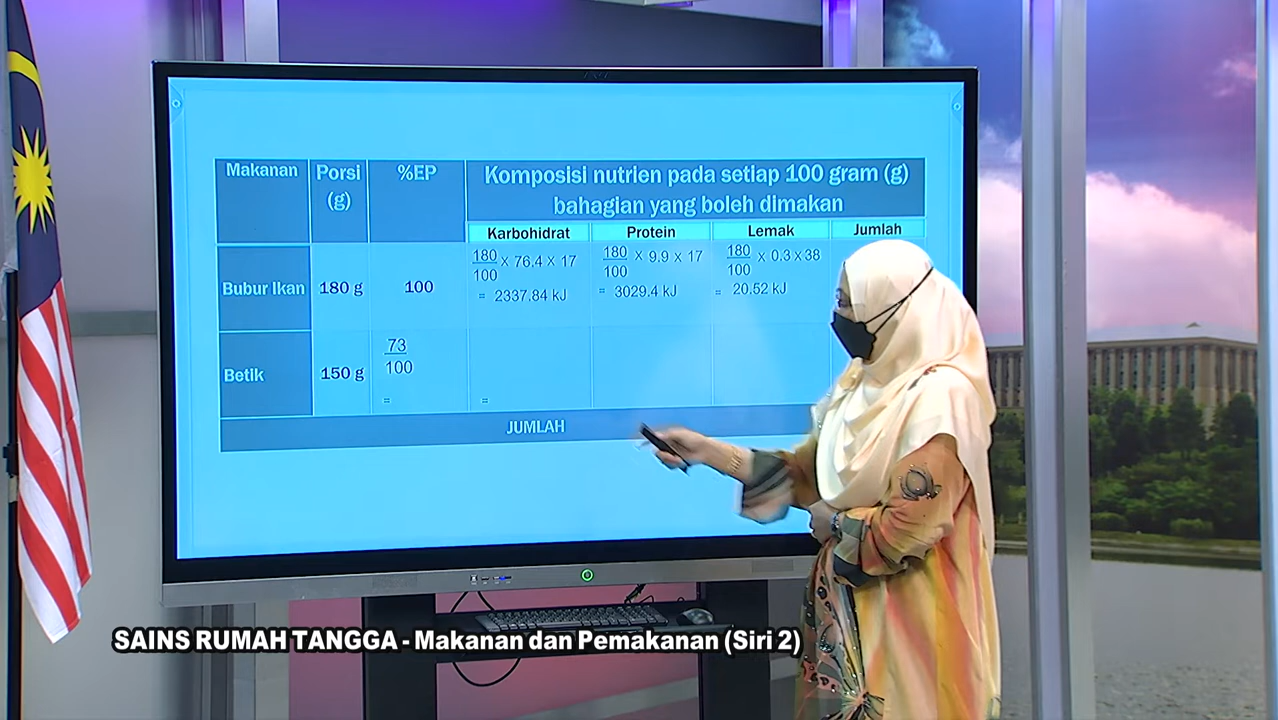 Makanan
Porsi
(g)
%EP
Komposisi nutrien pada setiap 100 gram (g)
bahagian yang boleh dimakan
Karbohidrat
Protein
Lemak
Jumlah
Bubur Ikan
180 g
100
180 x 76.4 x 17
100
= 2337.84 kJ
180 x 9.9 x 17
100
= 3029.4 kJ
180 x 0.3 x 38
100
= 20.52 kJ
Betik
150 g
73
100
=
=
JUMLAH
SAINS RUMAH TANGGA - Makanan dan Pemakanan (Siri 2)